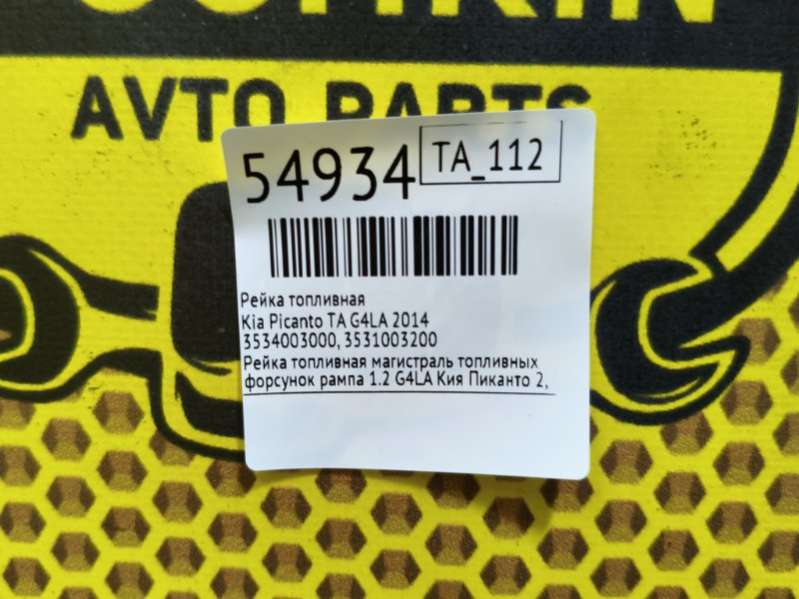 AVTO PARTS
54934 TA_112
Рейка топливная
Kia Picanto TA G4LA 2014
3534003000, 3531003200
Рейка топливная магистраль топливных
форсунок рампа 1.2 G4LA Кия Пиканто 2,